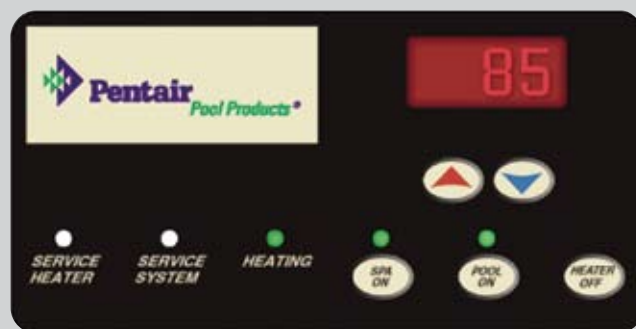 Pentair
Pool Products®
85
SERVICE
HEATER
SERVICE
SYSTEM
HEATING
SPA
ON
POOL
ON
HEATER
OFF